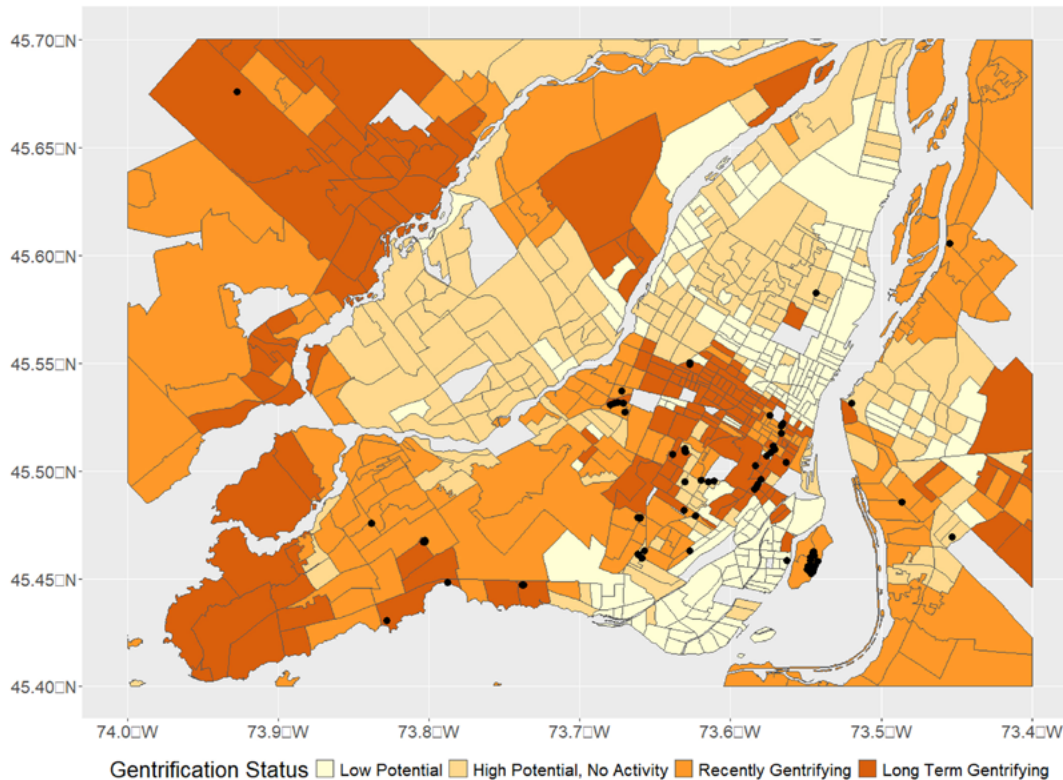 45.70□N
45.65□N
45.60□N
45.55□N
45.50□N
45.45□N
45.40□N
74.0□W 73.9□W 73.8□W 73.7□W 73.6□W 73.5□W 73.4□W
Gentrification Status Low Potential High Potential, No Activity Recently Gentrifying Long Term Gentrifying